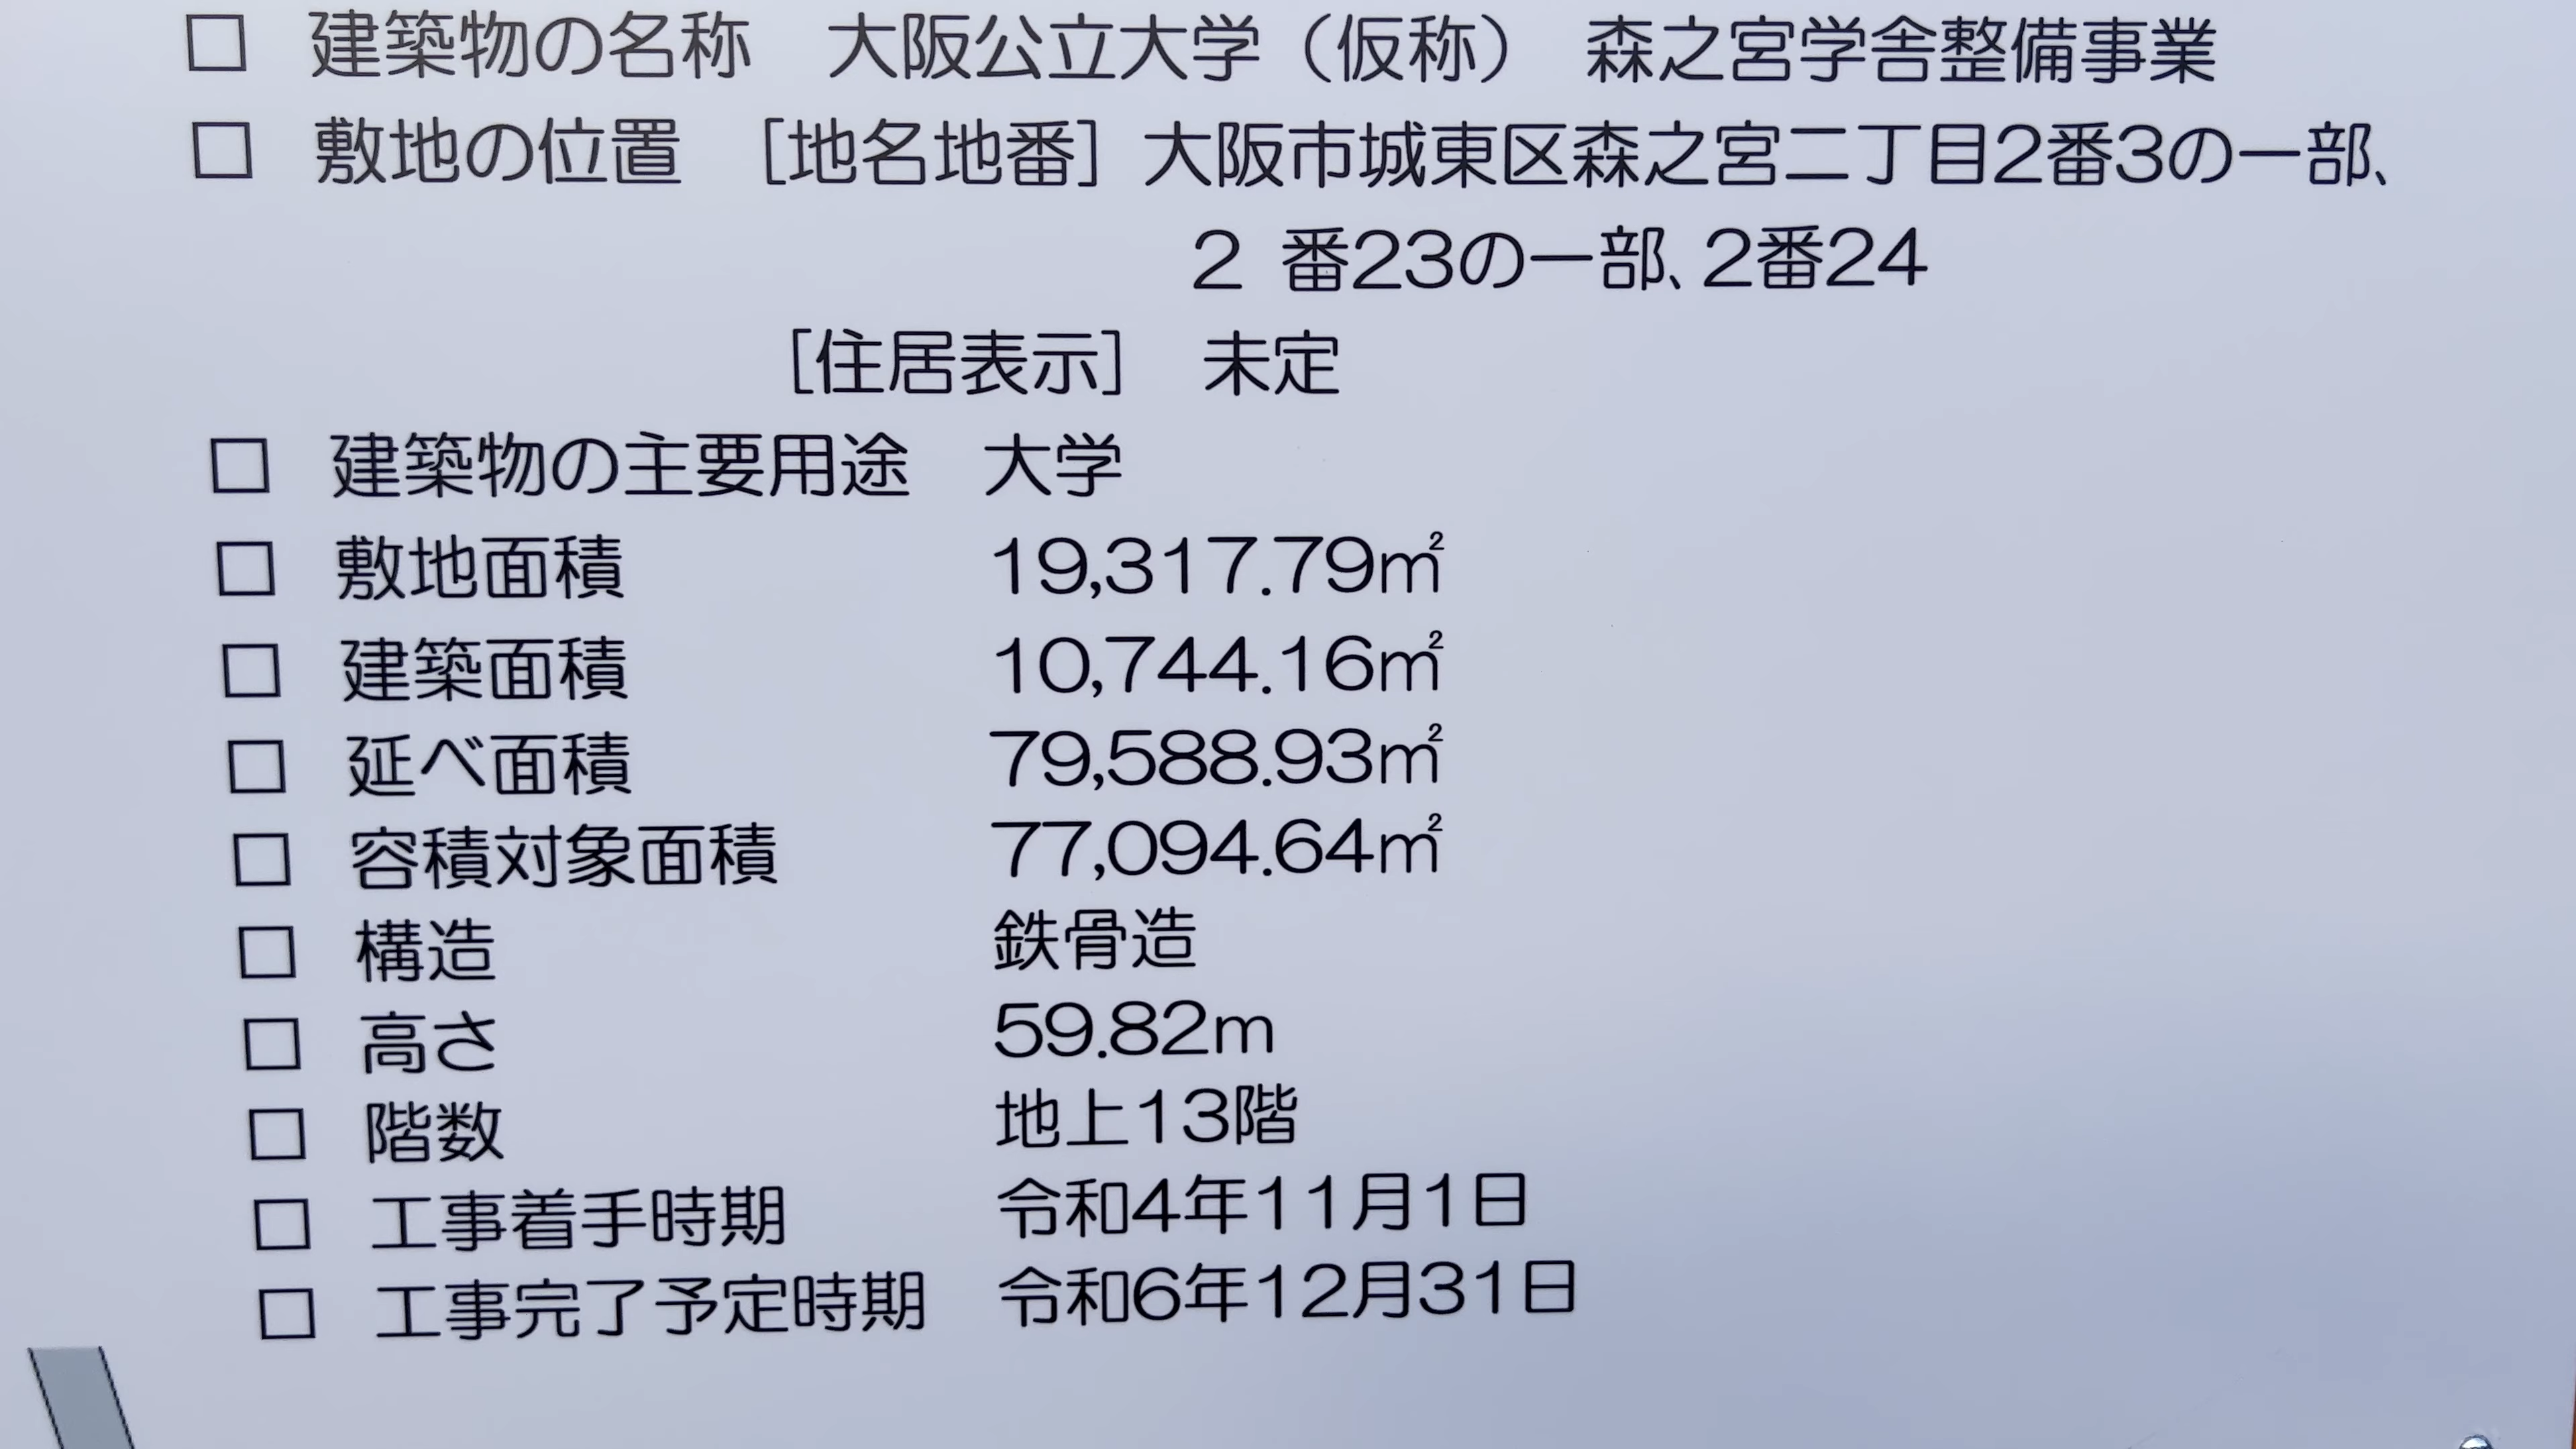 □ 建築物の名称 大阪公立大学（仮称） 森之宮学舎整備事業
□ 敷地の位置 [地名地番] 大阪市城東区森之宮二丁目2番3の一部、
2 番23の一部、2番24
[住居表示] 未定
□ 建築物の主要用途 大学
□ 敷地面積 19,317.79㎡
□ 建築面積 10,744.16㎡
□ 延べ面積 79,588.93㎡
□ 容積対象面積 77,094.64㎡
□ 構造 鉄骨造
□ 高さ 59.82m
□ 階数 地上13階
□ 工事着手時期 令和4年11月1日
□ 工事完了予定時期 令和6年12月31日